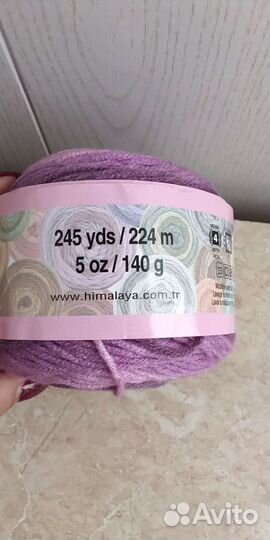 245 yds / 224 m
5 oz / 140 g
www.himalaya.com.tr
Avito